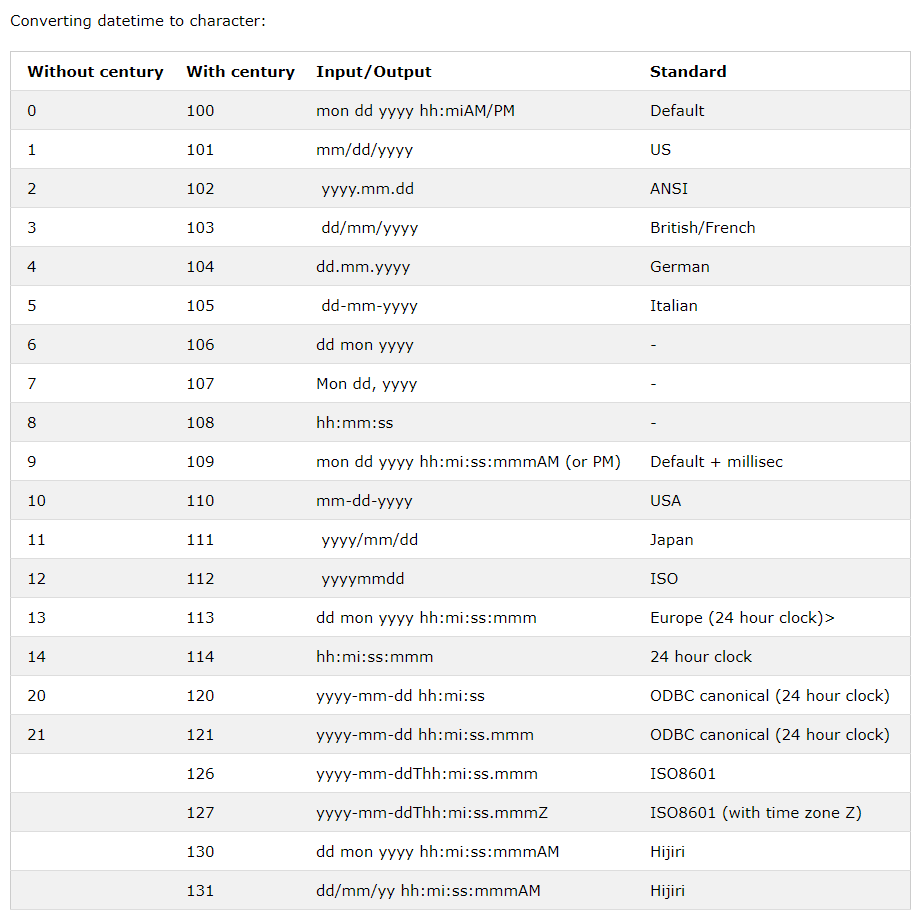 Converting datetime to character:
Without century With century Input/Output Standard
0 100 mon dd yyyy hh:miAM/PM Default
1 101 mm/dd/yyyy US
2 102 yyyy.mm.dd ANSI
3 103 dd/mm/yyyy British/French
4 104 dd.mm.yyyy German
5 105 dd-mm-yyyy Italian
6 106 dd mon yyyy -
7 107 Mon dd, yyyy -
8 108 hh:mm:ss -
9 109 mon dd yyyy hh:mi:ss:mmmAM (or PM) Default + millisec
10 110 mm-dd-yyyy USA
11 111 yyyy/mm/dd Japan
12 112 yyyymmdd ISO
13 113 dd mon yyyy hh:mi:ss:mmm Europe (24 hour clock)>
14 114 hh:mi:ss:mmm 24 hour clock
20 120 yyyy-mm-dd hh:mi:ss ODBC canonical (24 hour clock)
21 121 yyyy-mm-dd hh:mi:ss.mmm ODBC canonical (24 hour clock)
126 yyyy-mm-ddThh:mi:ss.mmm ISO8601
127 yyyy-mm-ddThh:mi:ss.mmmZ ISO8601 (with time zone Z)
130 dd mon yyyy hh:mi:ss:mmmAM Hijiri
131 dd/mm/yy hh:mi:ss:mmmAM Hijiri